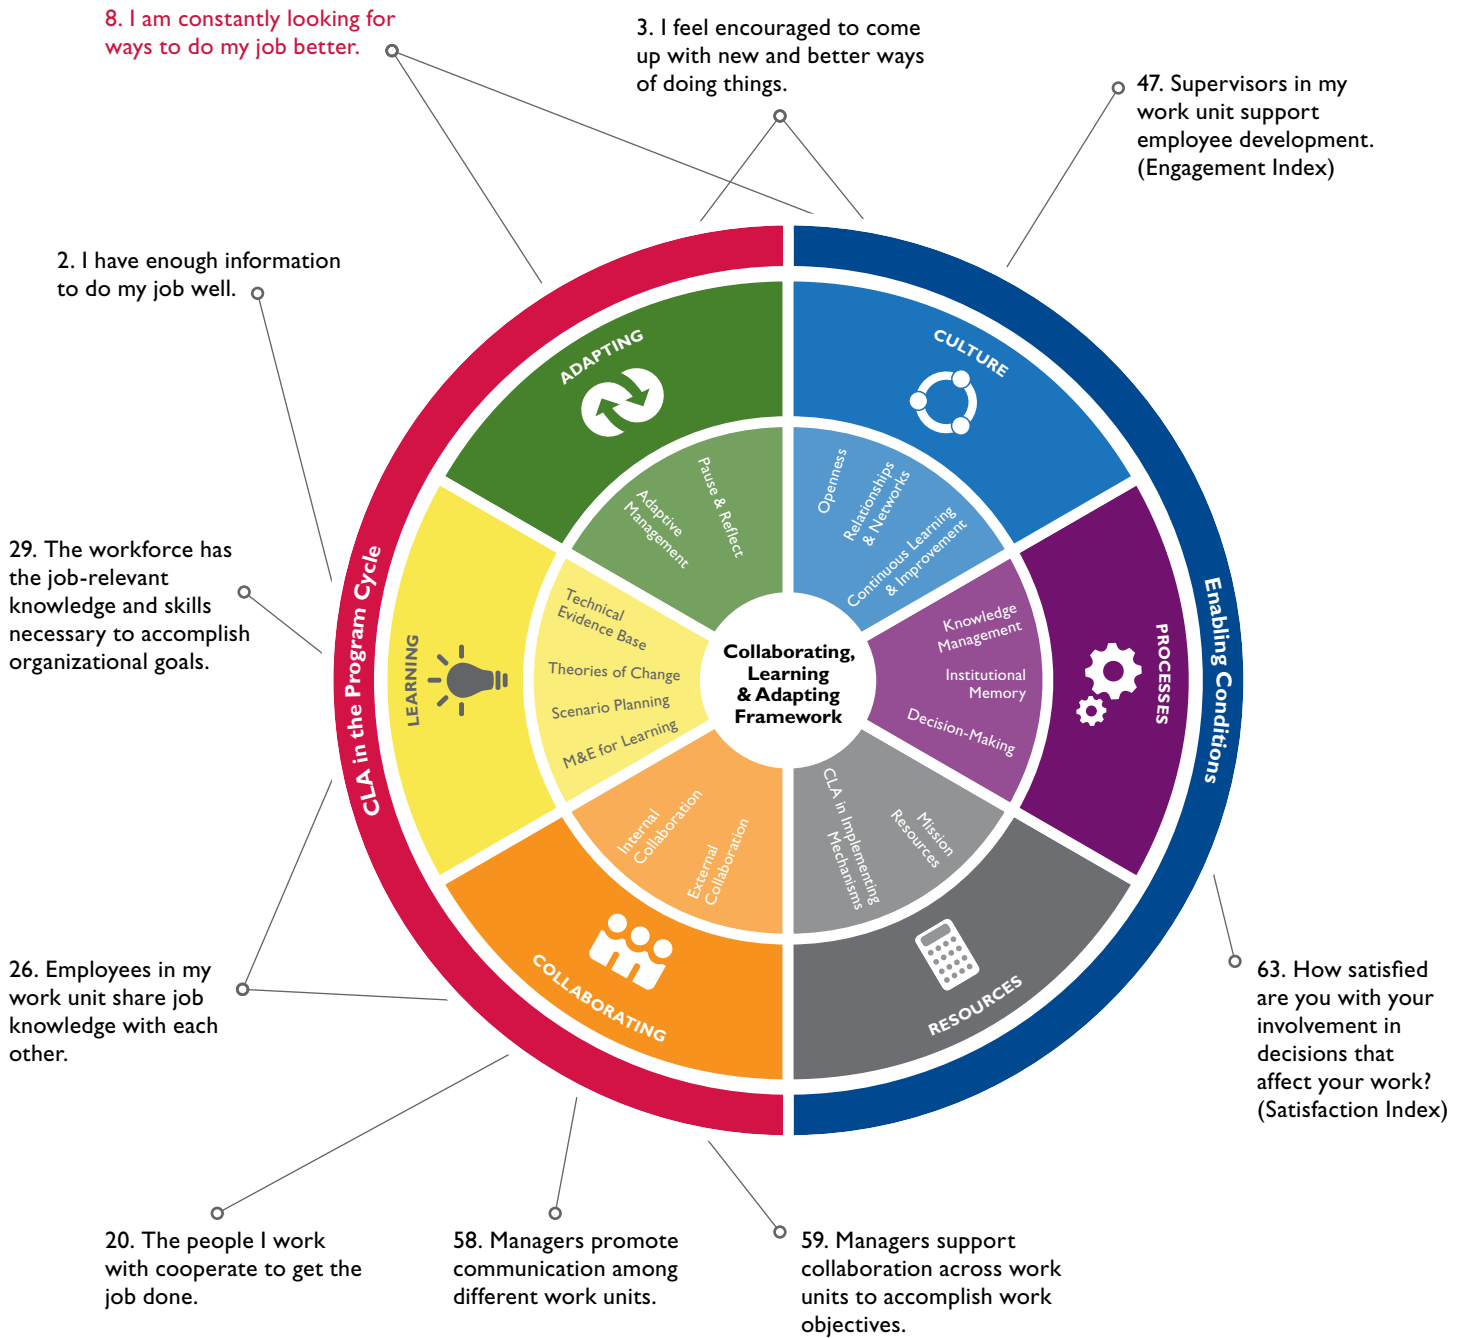 8. I am constantly looking for
ways to do my job better.
3. I feel encouraged to come
up with new and better ways
of doing things.
47. Supervisors in my
work unit support
employee development.
(Engagement Index)
2. I have enough information
to do my job well.
29. The workforce has
the job-relevant
knowledge and skills
necessary to accomplish
organizational goals.
26. Employees in my
work unit share job
knowledge with each
other.
20. The people I work
with cooperate to get the
job done.
58. Managers promote
communication among
different work units.
59. Managers support
collaboration across work
units to accomplish work
objectives.
63. How satisfied
are you with your
involvement in
decisions that
affect your work?
(Satisfaction Index)
CLA in the Program Cycle
Enabling Conditions
ADAPTING
Adaptive
Management
Pause & Reflect
CULTURE
Openness
Relationships
& Networks
Continuous Learning
& Improvement
PROCESSES
Knowledge
Management
Institutional
Memory
Decision-Making
RESOURCES
Mission
Resources
CLA in Implementing
Mechanisms
COLLABORATING
Internal
Collaboration
External
Collaboration
LEARNING
Technical
Evidence Base
Theories of Change
Scenario Planning
M&E for Learning
Collaborating,
Learning
& Adapting
Framework